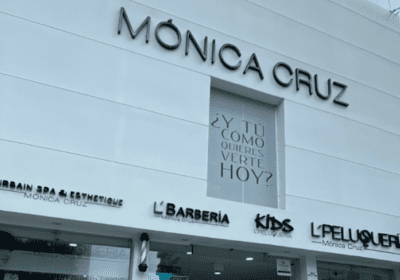 MÓNICA CRUZ
¿Y TÚ
CÓMO
QUIERES
VERTE
HOY?
URBAIN SPA & ESTHETIQUE
MÓNICA CRUZ
L'BARBERÍA
KIDS
L'PELUQUERÍA
Mónica Cruz